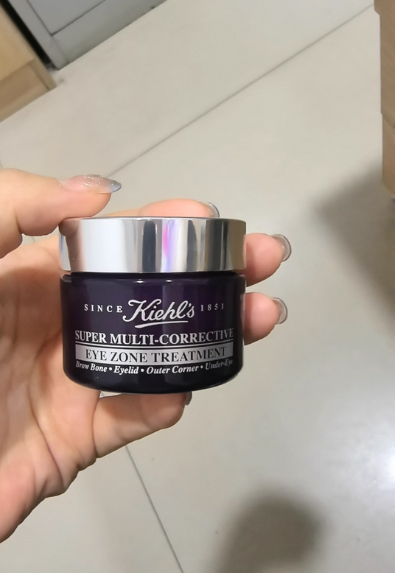 SINCE Kiehl's 1851
SUPER MULTI-CORRECTIVE
EYE ZONE TREATMENT
Brow Bone • Eyelid • Outer Corner • Under-Eye